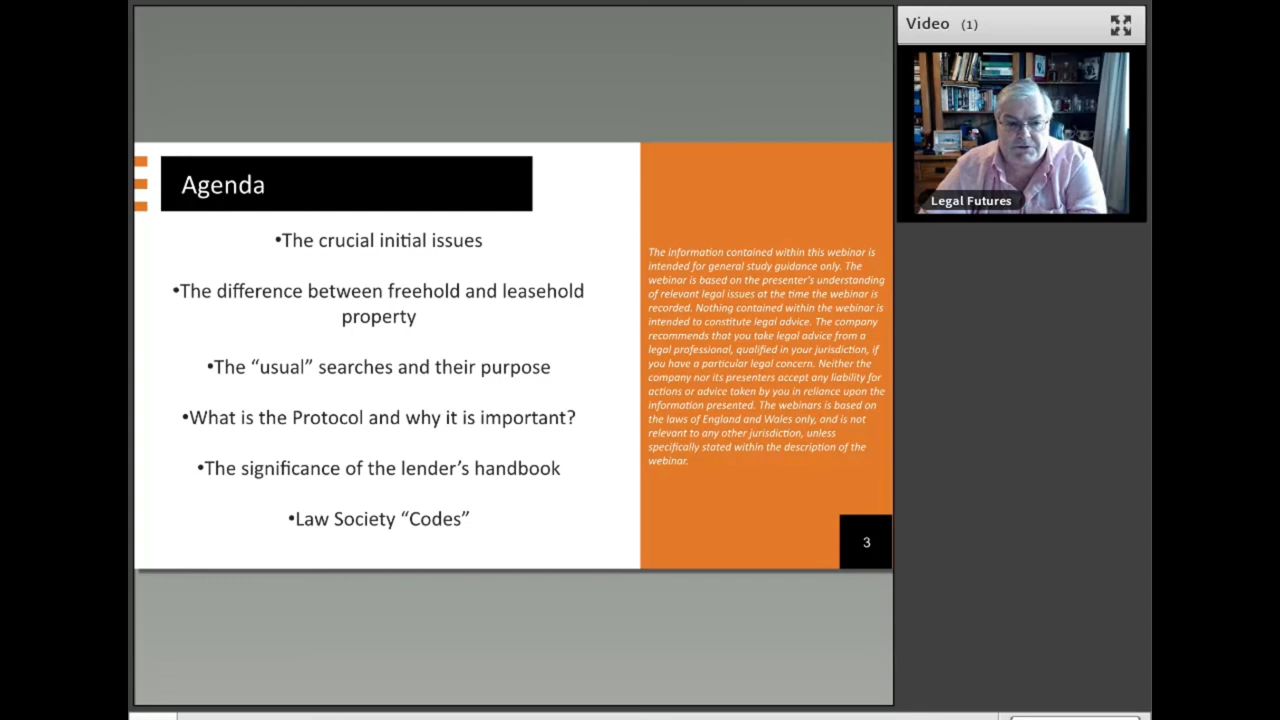 Video (1)
Legal Futures
Agenda
•The crucial initial issues
•The difference between freehold and leasehold
property
•The “usual” searches and their purpose
•What is the Protocol and why it is important?
•The significance of the lender’s handbook
•Law Society “Codes”
The information contained within this webinar is
intended for general study guidance only. The
webinar is based on the presenter's understanding
of relevant legal issues at the time the webinar is
recorded. Nothing contained within the webinar is
intended to constitute legal advice. The company
recommends that you take legal advice from a
legal professional, qualified in your jurisdiction, if
you have a particular legal concern. Neither the
company nor its presenters accept any liability for
actions or advice taken by you in reliance upon the
information presented. The webinars is based on
the laws of England and Wales only, and is not
relevant to any other jurisdiction, unless
specifically stated within the description of the
webinar.
3